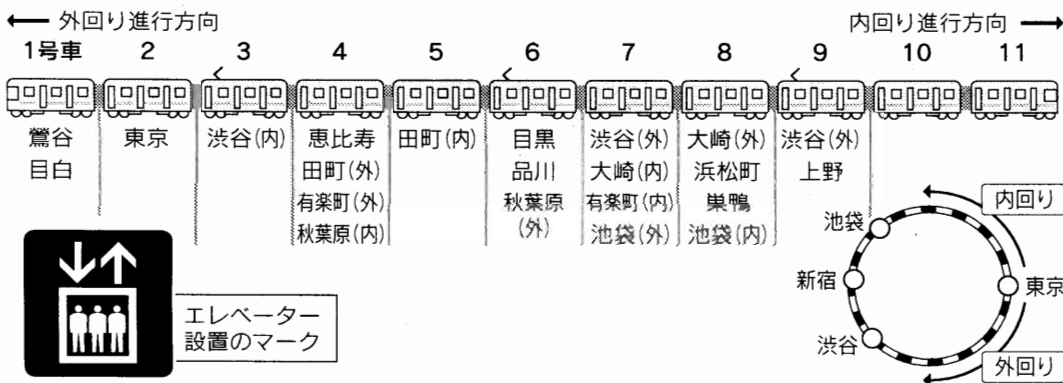 ← 外回り進行方向
内回り進行方向 →
1号車 2 3 4 5 6 7 8 9 10 11
鶯谷
目白
東京
渋谷(内)
恵比寿
田町(外)
有楽町(外)
秋葉原(内)
田町(内)
目黒
品川
秋葉原
(外)
渋谷(外)
大崎(内)
有楽町(内)
池袋(外)
大崎(外)
浜松町
巣鴨
池袋(内)
渋谷(外)
上野
エレベーター
設置のマーク
内回り
池袋
新宿
東京
渋谷
外回り